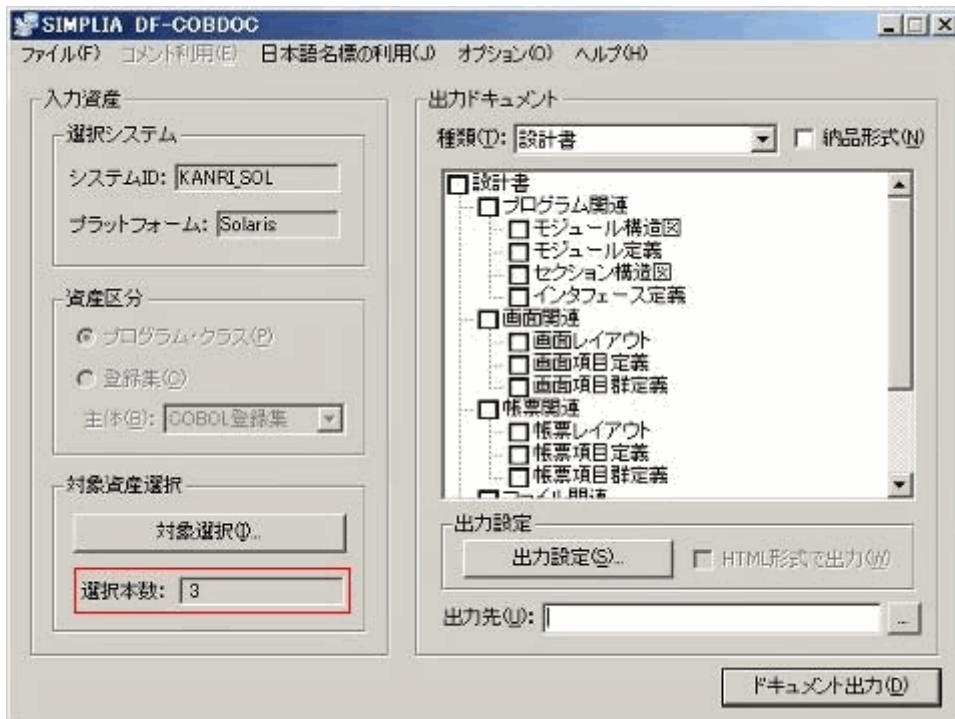 SIMPLIA DF-COBDOC
ファイル(F) コメント利用(E) 日本語名標の利用(J) オプション(O) ヘルプ(H)
入力資産
選択システム
システムID: KANRI_SOL
プラットフォーム: Solaris
資産区分
プログラム・クラス(P)
登録集(C)
主体(B): COBOL登録集
対象資産選択
対象選択(I)...
選択本数: 3
出力ドキュメント
種類(T): 設計書 納品形式(N)
設計書
プログラム関連
モジュール構造図
モジュール定義
セクション構造図
インタフェース定義
画面関連
画面レイアウト
画面項目定義
画面項目群定義
帳票関連
帳票レイアウト
帳票項目定義
帳票項目群定義
ファイル関連
出力設定
出力設定(S)... HTML形式で出力(W)
出力先(U): ...
ドキュメント出力(D)